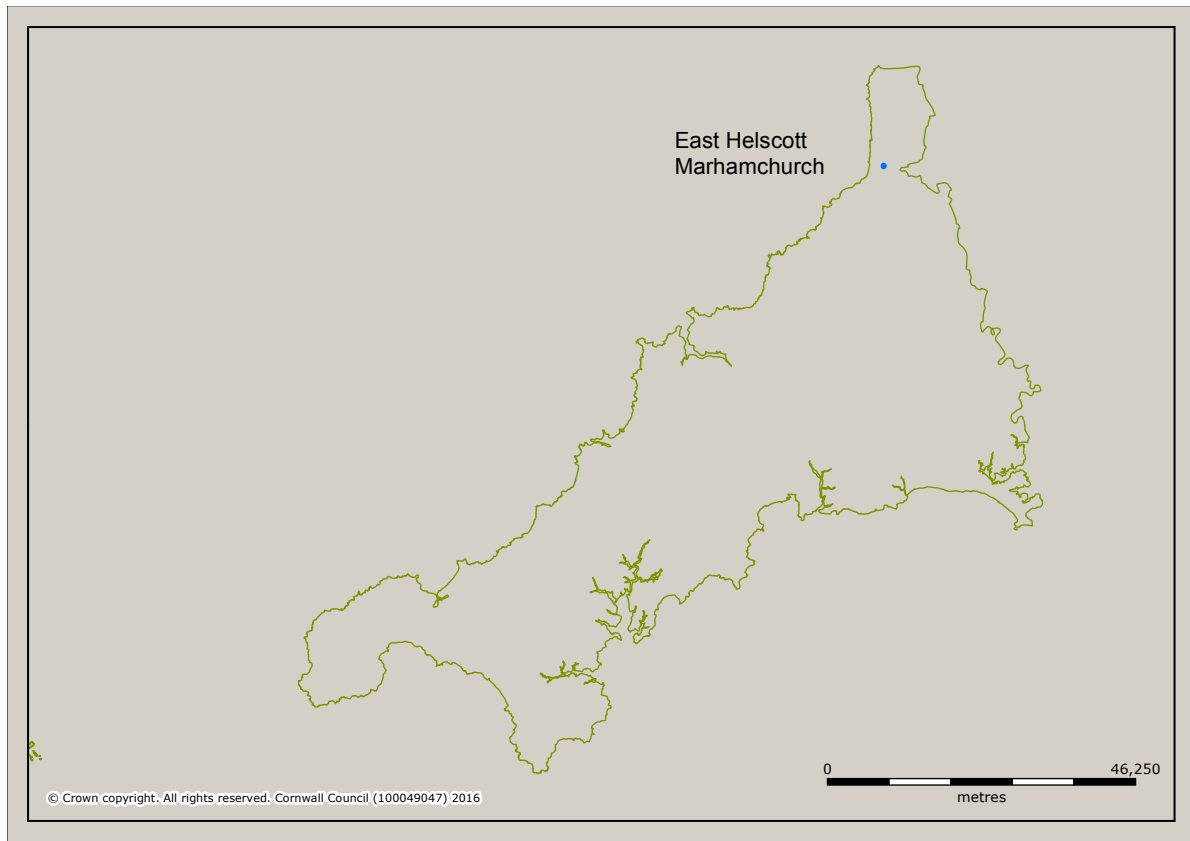 East Helscott
Marhamchurch
0 46,250
metres
© Crown copyright. All rights reserved. Cornwall Council (100049047) 2016